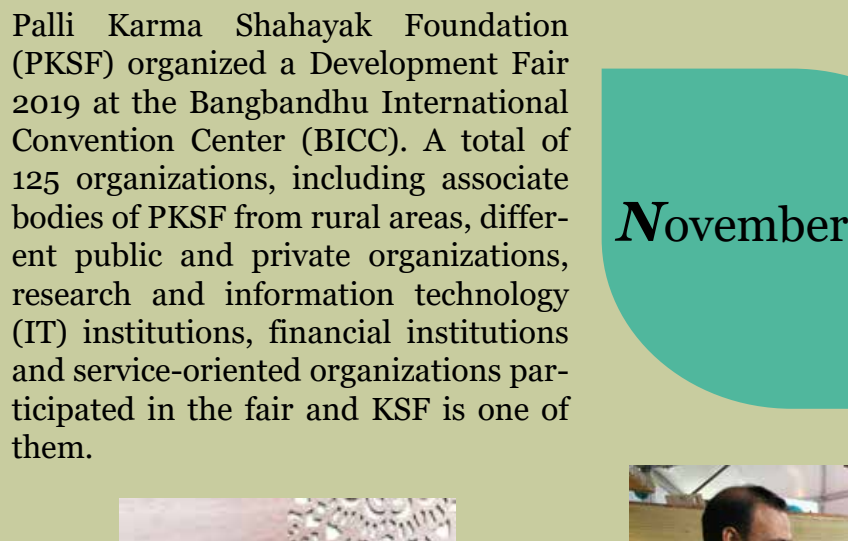 Palli Karma Shahayak Foundation
(PKSF) organized a Development Fair
2019 at the Bangbandhu International
Convention Center (BICC). A total of
125 organizations, including associate
bodies of PKSF from rural areas, differ-
ent public and private organizations,
research and information technology
(IT) institutions, financial institutions
and service-oriented organizations par-
ticipated in the fair and KSF is one of
them.
November